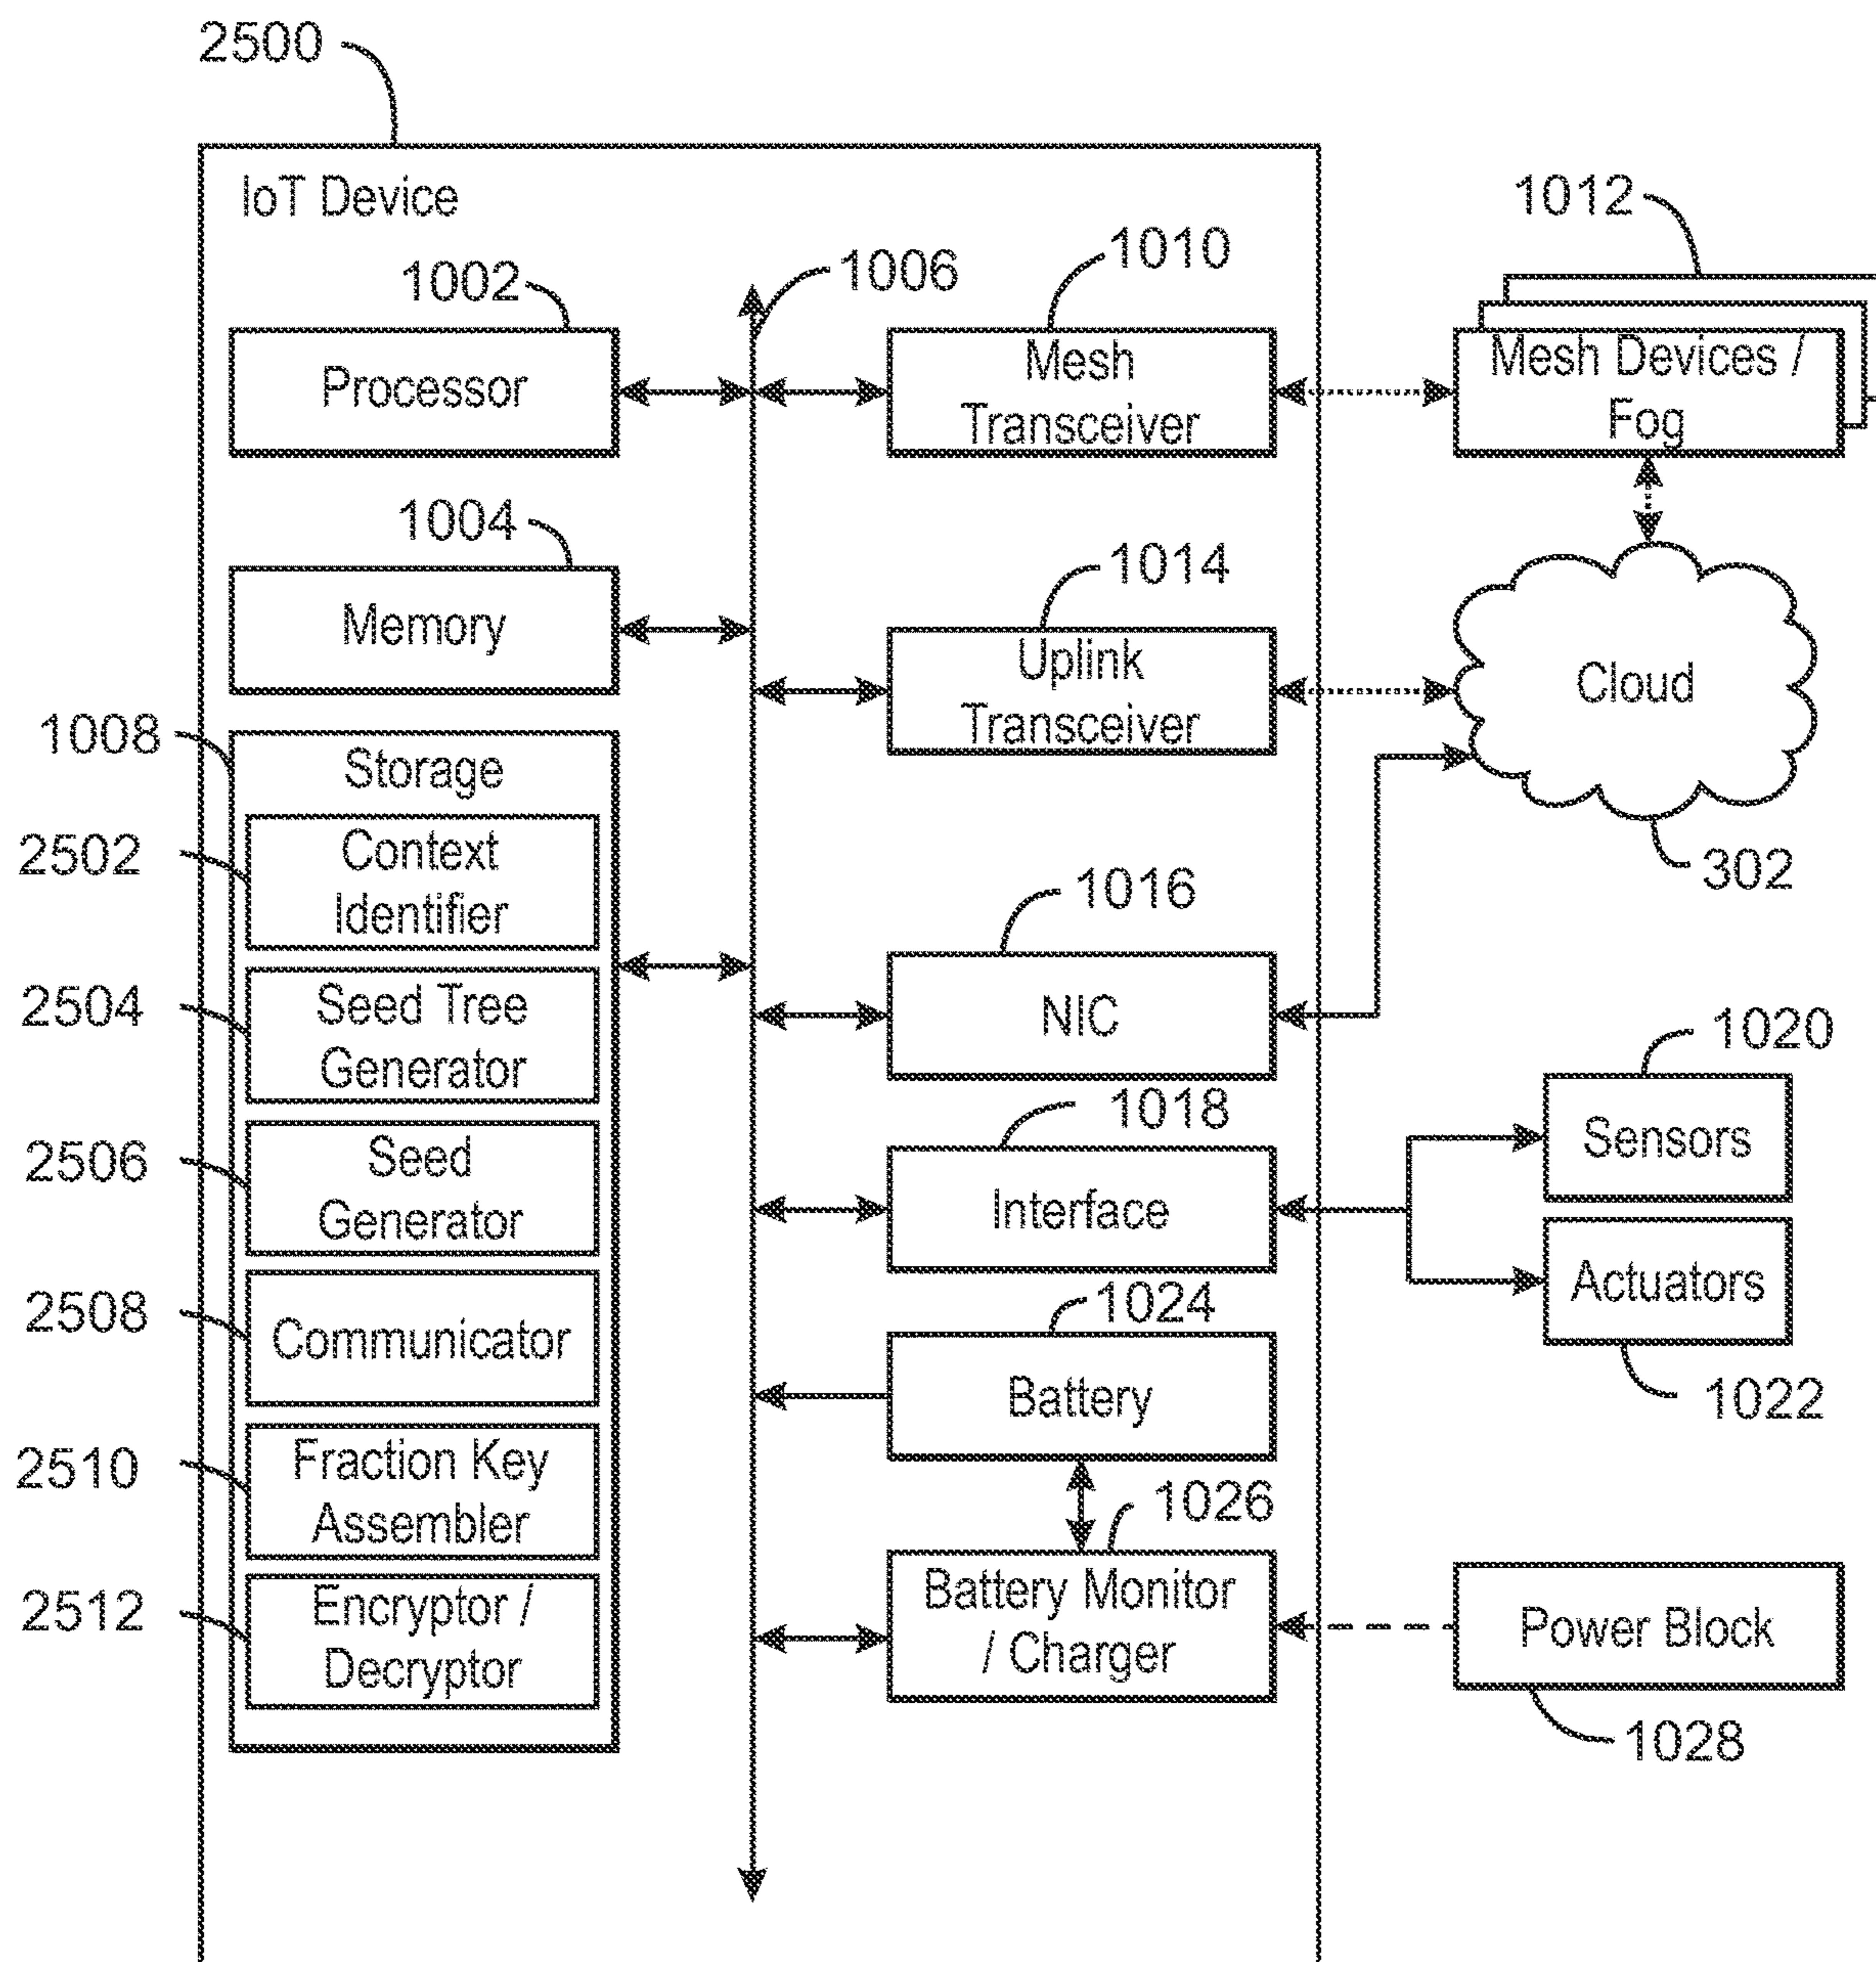 2500
IoT Device
1012
1002
1006
1010
Processor
Mesh
Transceiver
Mesh Devices /
Fog
1004
1014
Memory
Uplink
Transceiver
Cloud
302
1008
Storage
2502
Context
Identifier
1016
NIC
2504
Seed Tree
Generator
1020
Sensors
2506
Seed
Generator
1018
Interface
Actuators
1022
2508
Communicator
1024
Battery
2510
Fraction Key
Assembler
1026
Battery Monitor
/ Charger
Power Block
1028
2512
Encryptor /
Decryptor